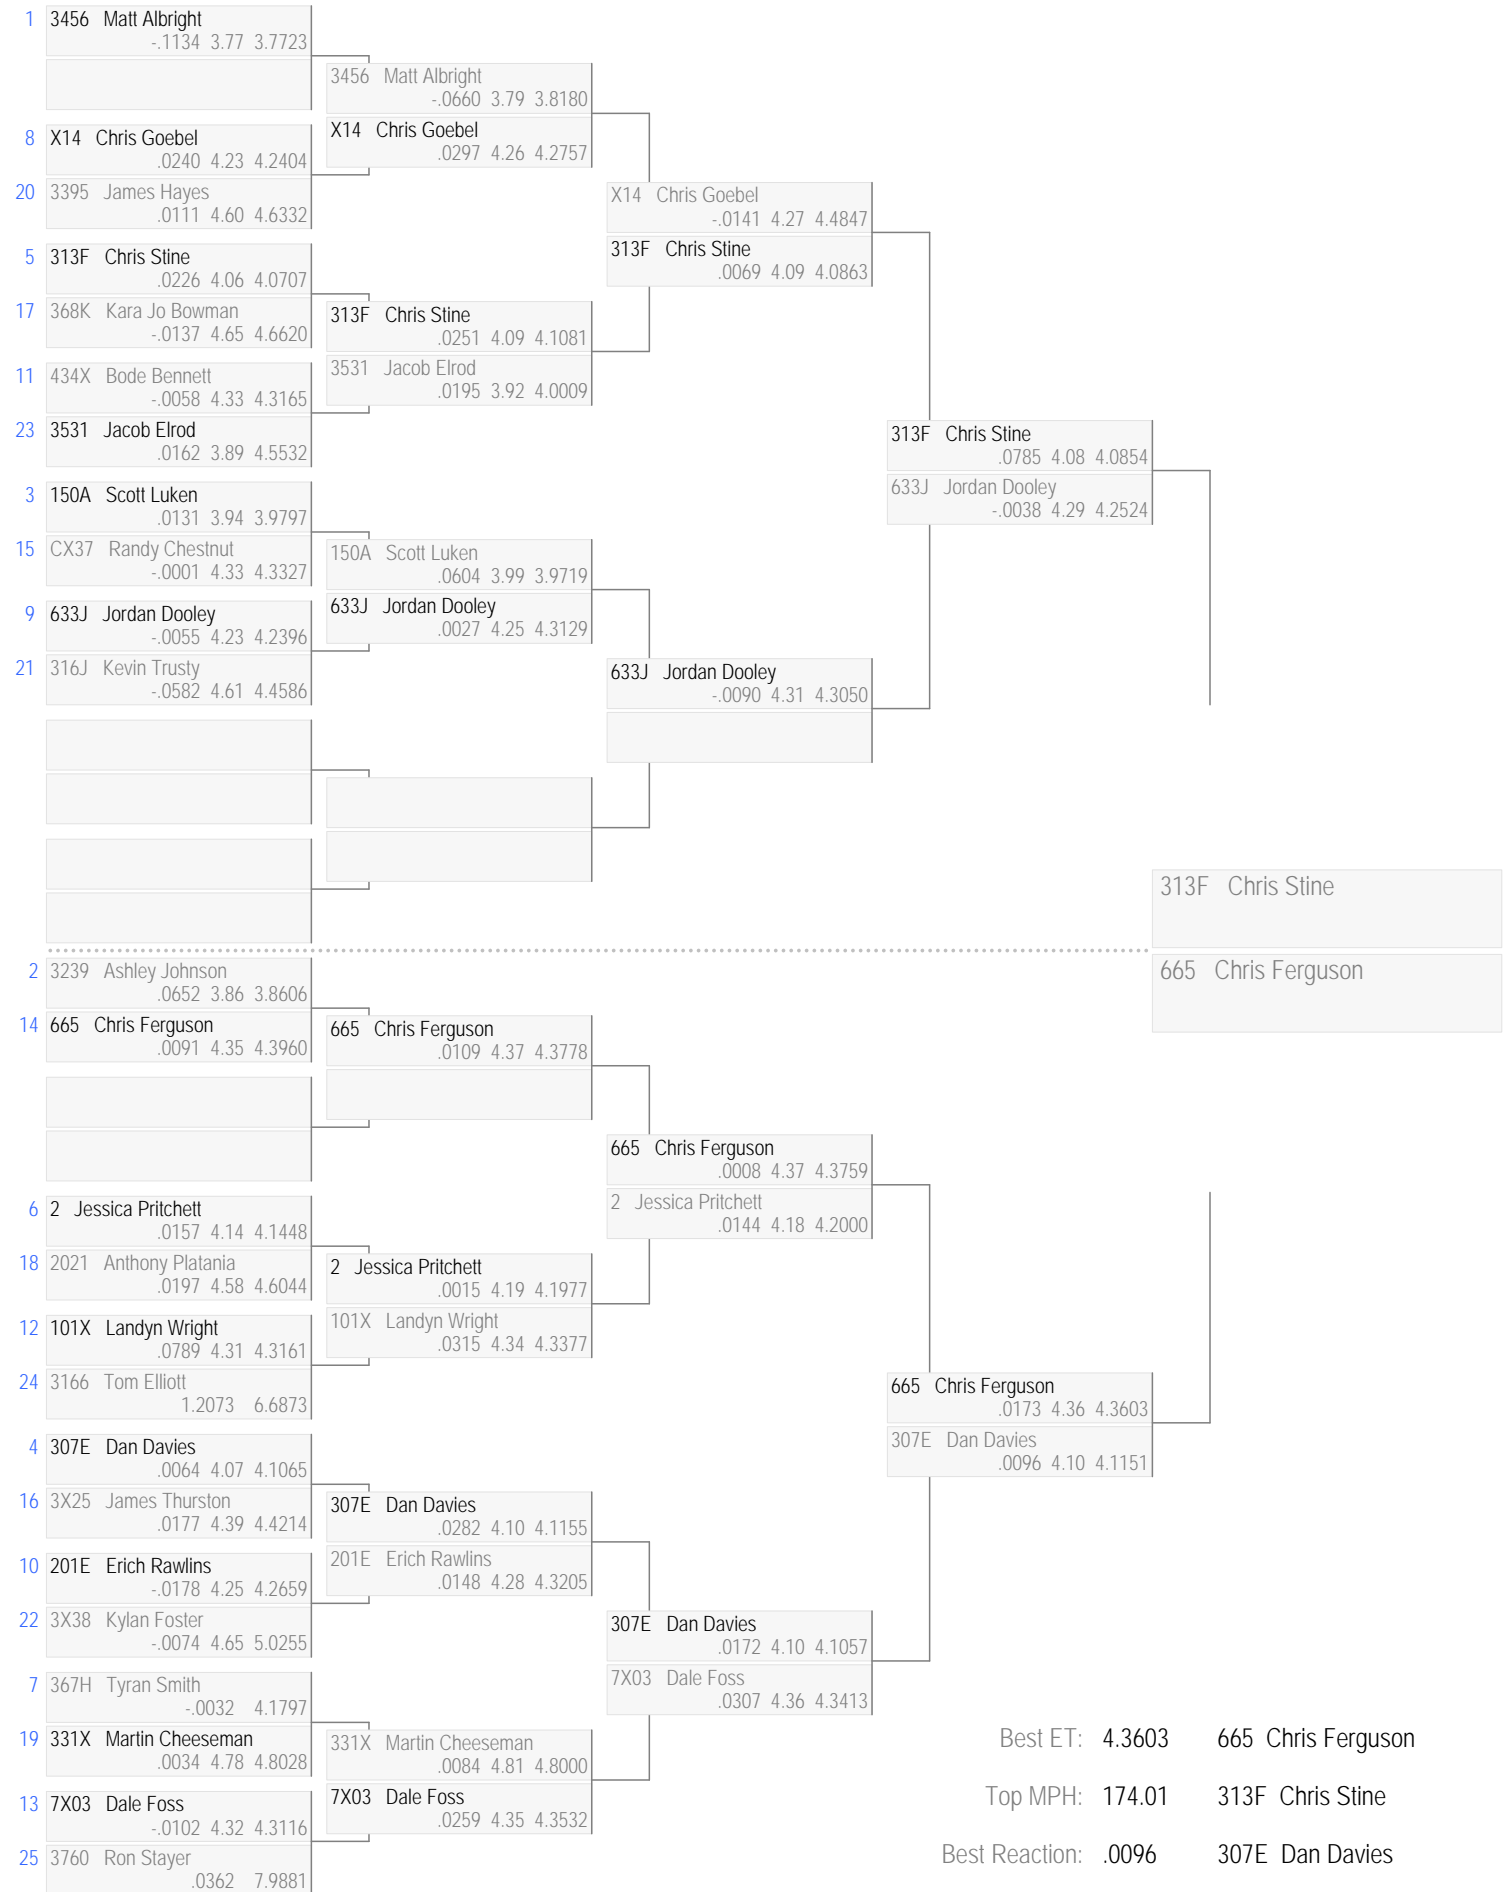 1 3456 Matt Albright
-.1134 3.77 3.7723
3456 Matt Albright
-.0660 3.79 3.8180
8 X14 Chris Goebel
.0240 4.23 4.2404
X14 Chris Goebel
.0297 4.26 4.2757
20 3395 James Hayes
.0111 4.60 4.6332
X14 Chris Goebel
-.0141 4.27 4.4847
5 313F Chris Stine
.0226 4.06 4.0707
313F Chris Stine
.0069 4.09 4.0863
17 368K Kara Jo Bowman
-.0137 4.65 4.6620
313F Chris Stine
.0251 4.09 4.1081
11 434X Bode Bennett
-.0058 4.33 4.3165
3531 Jacob Elrod
.0195 3.92 4.0009
23 3531 Jacob Elrod
.0162 3.89 4.5532
313F Chris Stine
.0785 4.08 4.0854
3 150A Scott Luken
.0131 3.94 3.9797
633J Jordan Dooley
-.0038 4.29 4.2524
15 CX37 Randy Chestnut
-.0001 4.33 4.3327
150A Scott Luken
.0604 3.99 3.9719
9 633J Jordan Dooley
-.0055 4.23 4.2396
633J Jordan Dooley
.0027 4.25 4.3129
21 316J Kevin Trusty
-.0582 4.61 4.4586
633J Jordan Dooley
-.0090 4.31 4.3050
313F Chris Stine
665 Chris Ferguson
2 3239 Ashley Johnson
.0652 3.86 3.8606
14 665 Chris Ferguson
.0091 4.35 4.3960
665 Chris Ferguson
.0109 4.37 4.3778
665 Chris Ferguson
.0008 4.37 4.3759
6 2 Jessica Pritchett
.0157 4.14 4.1448
2 Jessica Pritchett
.0144 4.18 4.2000
18 2021 Anthony Platania
.0197 4.58 4.6044
2 Jessica Pritchett
.0015 4.19 4.1977
12 101X Landyn Wright
.0789 4.31 4.3161
101X Landyn Wright
.0315 4.34 4.3377
24 3166 Tom Elliott
1.2073 6.6873
665 Chris Ferguson
.0173 4.36 4.3603
4 307E Dan Davies
.0064 4.07 4.1065
307E Dan Davies
.0096 4.10 4.1151
16 3X25 James Thurston
.0177 4.39 4.4214
307E Dan Davies
.0282 4.10 4.1155
10 201E Erich Rawlins
-.0178 4.25 4.2659
201E Erich Rawlins
.0148 4.28 4.3205
22 3X38 Kylan Foster
-.0074 4.65 5.0255
307E Dan Davies
.0172 4.10 4.1057
7 367H Tyran Smith
-.0032 4.1797
7X03 Dale Foss
.0307 4.36 4.3413
19 331X Martin Cheeseman
.0034 4.78 4.8028
331X Martin Cheeseman
.0084 4.81 4.8000
13 7X03 Dale Foss
-.0102 4.32 4.3116
7X03 Dale Foss
.0259 4.35 4.3532
25 3760 Ron Stayer
.0362 7.9881
Best ET: 4.3603 665 Chris Ferguson
Top MPH: 174.01 313F Chris Stine
Best Reaction: .0096 307E Dan Davies